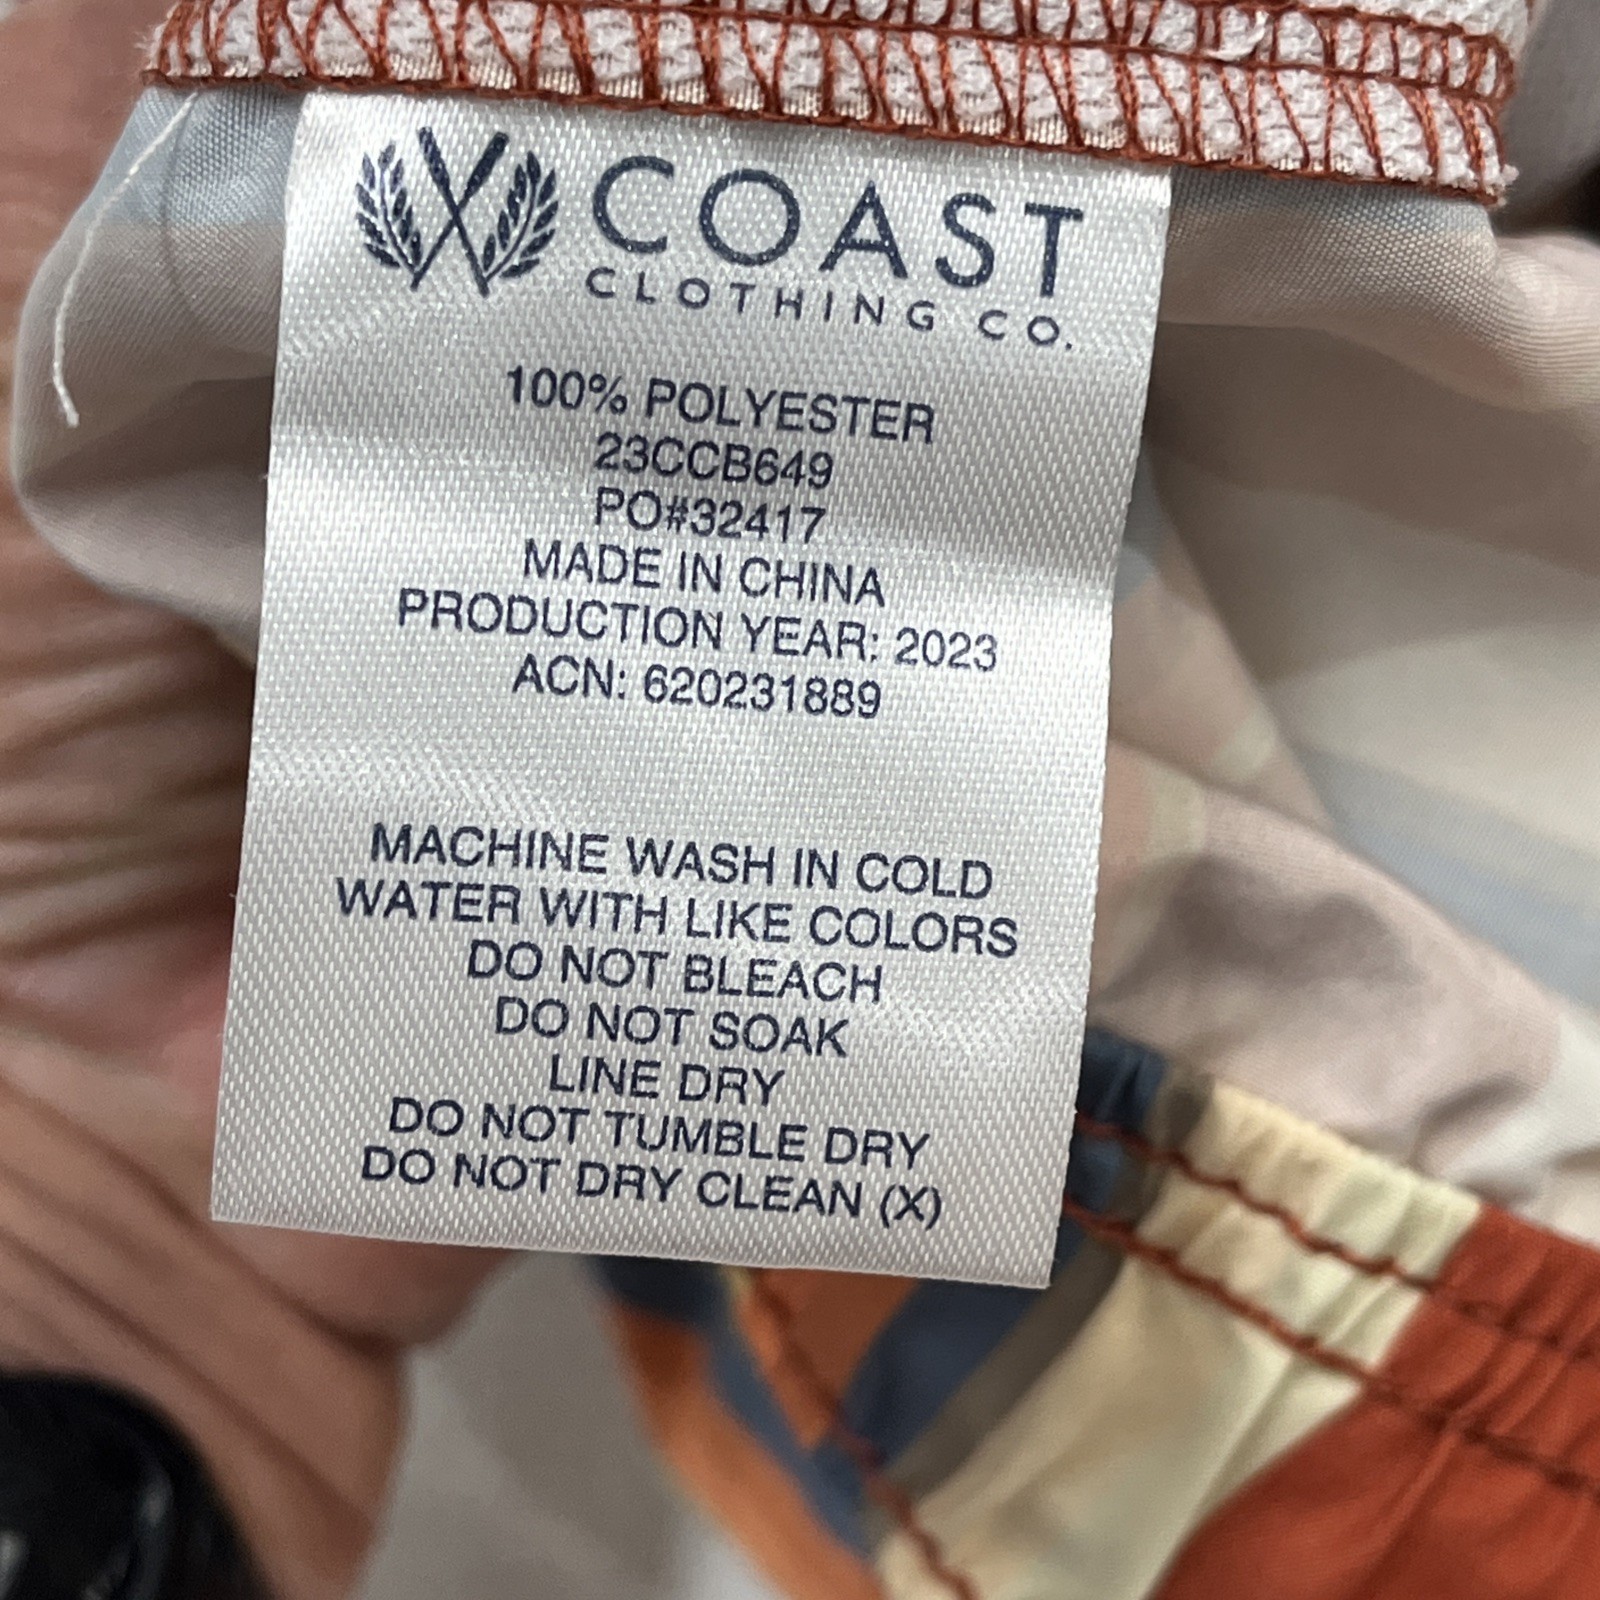 COAST
CLOTHING CO.
100% POLYESTER
23CCB649
PO#32417
MADE IN CHINA
PRODUCTION YEAR: 2023
ACN: 620231889
MACHINE WASH IN COLD
WATER WITH LIKE COLORS
DO NOT BLEACH
DO NOT SOAK
LINE DRY
DO NOT TUMBLE DRY
DO NOT DRY CLEAN (X)